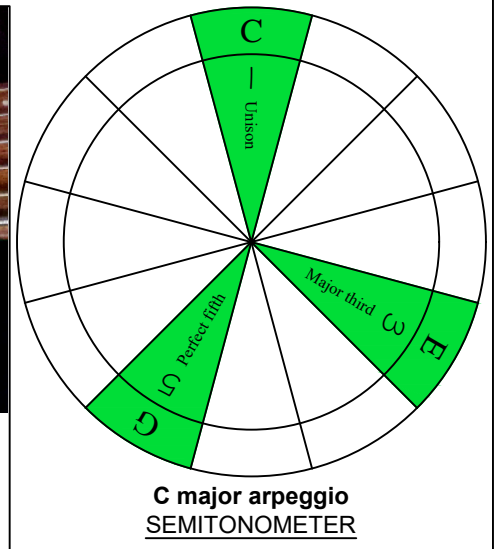 C
1 Unison
Major third 3
E
Perfect fifth
5
G
C major arpeggio
SEMITONOMETER